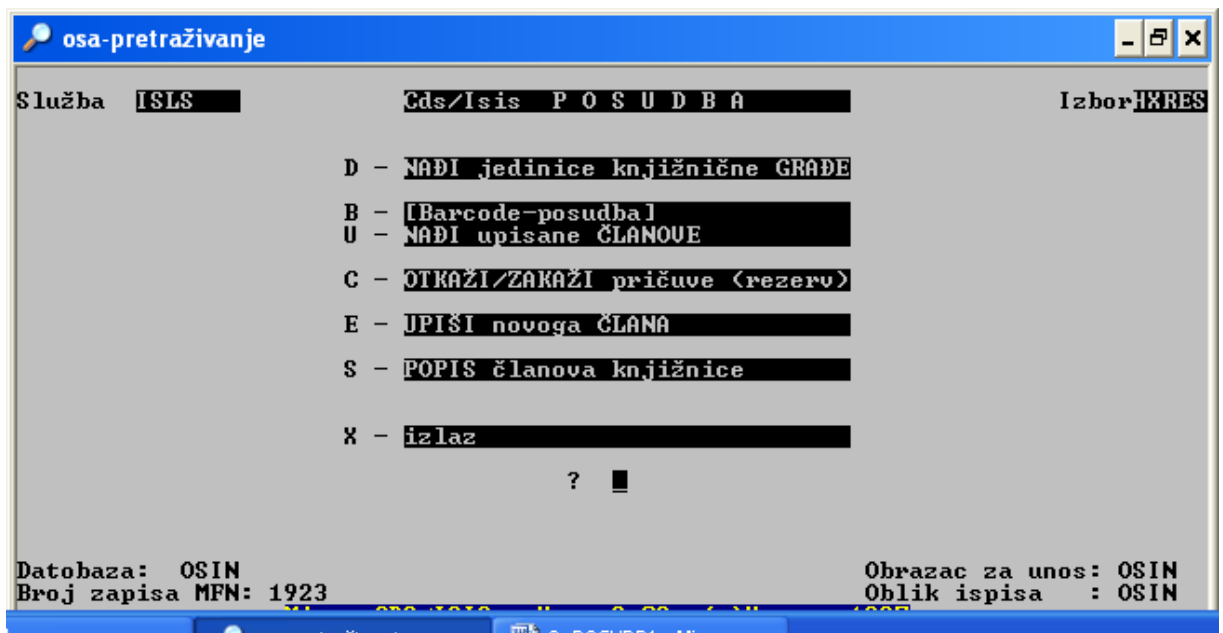 osa-pretraživanje
Služba ISLS Cds/Isis P O S U D B A Izbor HXRES
D - NAĐI jedinice knjižnične GRAĐE
B - [Barcode-posudba]
U - NAĐI upisane ČLANOVE
C - OTKAŽI/ZAKAŽI pričuve (rezerv)
E - UPIŠI novoga ČLANA
S - POPIS članova knjižnice
X - izlaz
?
Datobaza: OSIN Obrazac za unos: OSIN
Broj zapisa MFN: 1923 Oblik ispisa : OSIN